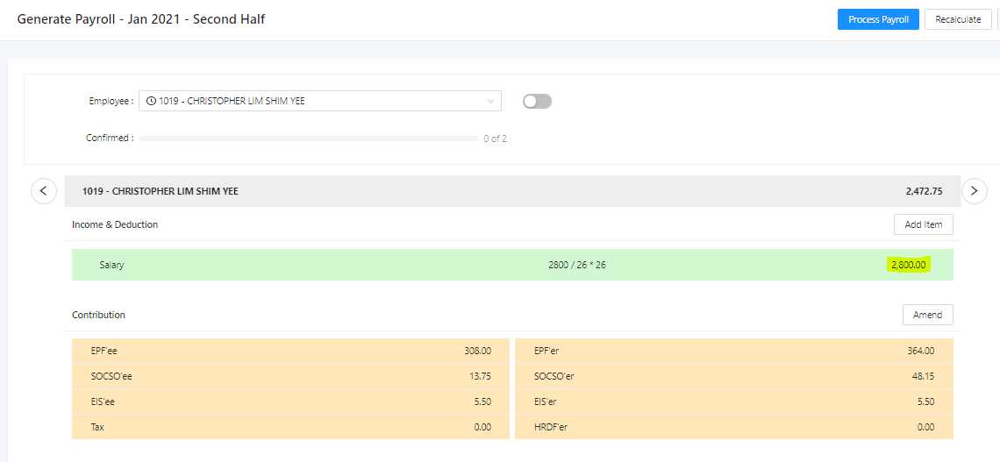 Generate Payroll - Jan 2021 - Second Half
Process Payroll
Recalculate
Employee :
1019 - CHRISTOPHER LIM SHIM YEE
Confirmed :
0 of 2
1019 - CHRISTOPHER LIM SHIM YEE 2,472.75
Income & Deduction
Add Item
Salary 2800 / 26 * 26 2,800.00
Contribution
Amend
EPF'ee 308.00 EPF'er 364.00
SOCSO'ee 13.75 SOCSO'er 48.15
EIS'ee 5.50 EIS'er 5.50
Tax 0.00 HRDF'er 0.00